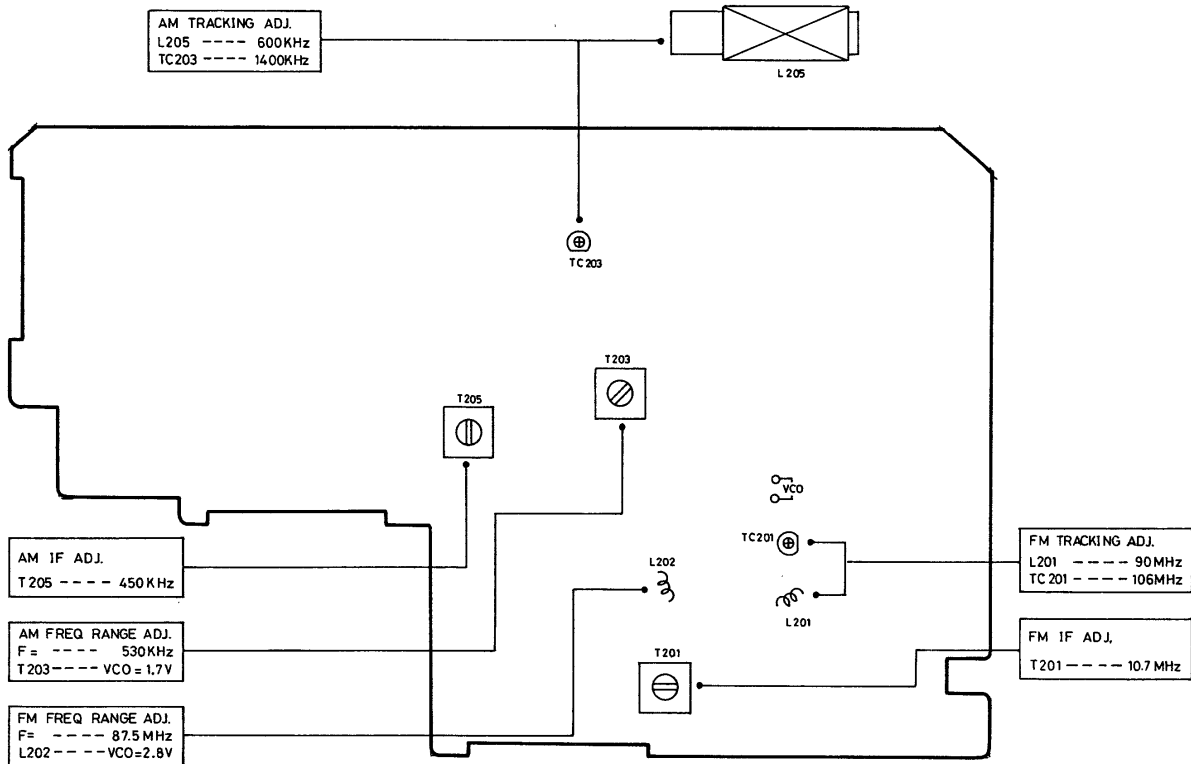 AM TRACKING ADJ.
L205 ---- 600KHz
TC203 ---- 1400KHz
L205
TC203
T203
T205
VCO
TC201
L202
L201
T201
AM IF ADJ.
T205 ---- 450KHz
AM FREQ RANGE ADJ.
F= ---- 530KHz
T203 ---- VCO=1.7V
FM FREQ RANGE ADJ.
F= ---- 87.5MHz
L202 ---- VCO=2.8V
FM TRACKING ADJ.
L201 ---- 90MHz
TC201 ---- 106MHz
FM IF ADJ.
T201 ---- 10.7MHz